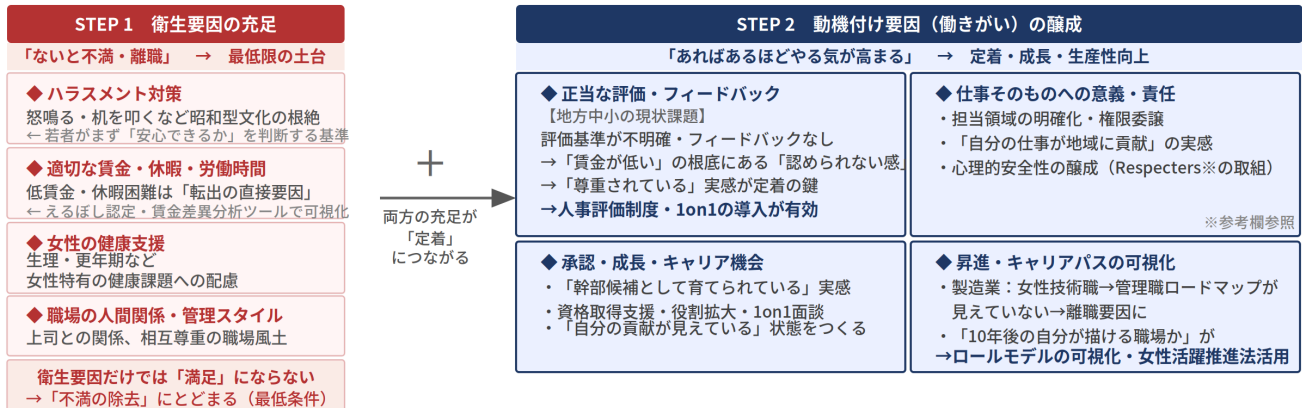 STEP 1　衛生要因の充足
「ないと不満・離職」　→　最低限の土台
◆ ハラスメント対策
怒鳴る・机を叩くなど昭和型文化の根絶
← 若者がまず「安心できるか」を判断する基準
◆ 適切な賃金・休暇・労働時間
低賃金・休暇困難は「転出の直接要因」
← えるぼし認定・賃金差異分析ツールで可視化
◆ 女性の健康支援
生理・更年期など
女性特有の健康課題への配慮
◆ 職場の人間関係・管理スタイル
上司との関係、相互尊重の職場風土
衛生要因だけでは「満足」にならない
→「不満の除去」にとどまる（最低条件）
＋
両方の充足が
「定着」
につながる
STEP 2　動機付け要因（働きがい）の醸成
「あればあるほどやる気が高まる」　→　定着・成長・生産性向上
◆ 正当な評価・フィードバック
【地方中小の現状課題】
評価基準が不明確・フィードバックなし
→「賃金が低い」の根底にある「認められない感」
→「尊重されている」実感が定着の鍵
→人事評価制度・1on1の導入が有効
◆ 仕事そのものへの意義・責任
・担当領域の明確化・権限委譲
・「自分の仕事が地域に貢献」の実感
・心理的安全性の醸成（Respecters※の取組）
※参考欄参照
◆ 承認・成長・キャリア機会
・「幹部候補として育てられている」実感
・資格取得支援・役割拡大・1on1面談
・「自分の貢献が見えている」状態をつくる
◆ 昇進・キャリアパスの可視化
・製造業：女性技術職→管理職ロードマップが
見えていない→離職要因に
・「10年後の自分が描ける職場か」が
→ロールモデルの可視化・女性活躍推進法活用